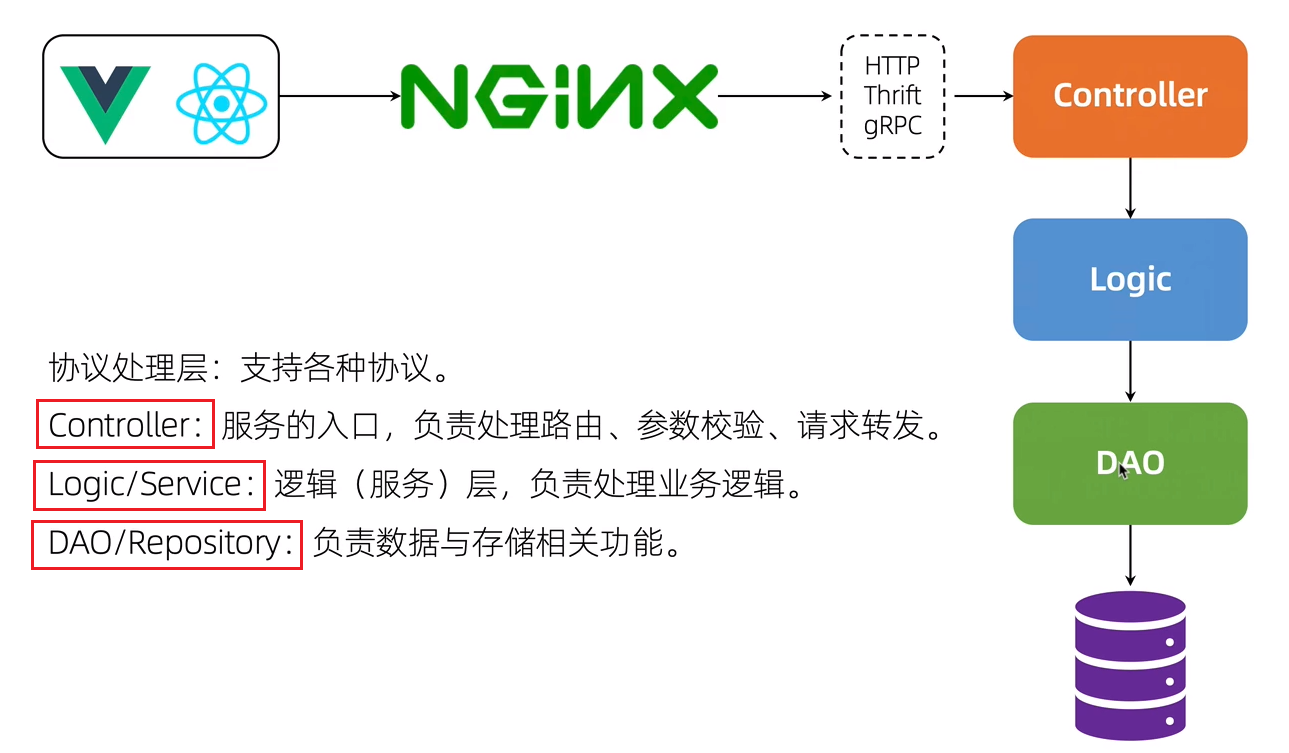 NGINX
HTTP
Thrift
gRPC
Controller
Logic
DAO
协议处理层：支持各种协议。
Controller：服务的入口，负责处理路由、参数校验、请求转发。
Logic/Service：逻辑（服务）层，负责处理业务逻辑。
DAO/Repository：负责数据与存储相关功能。